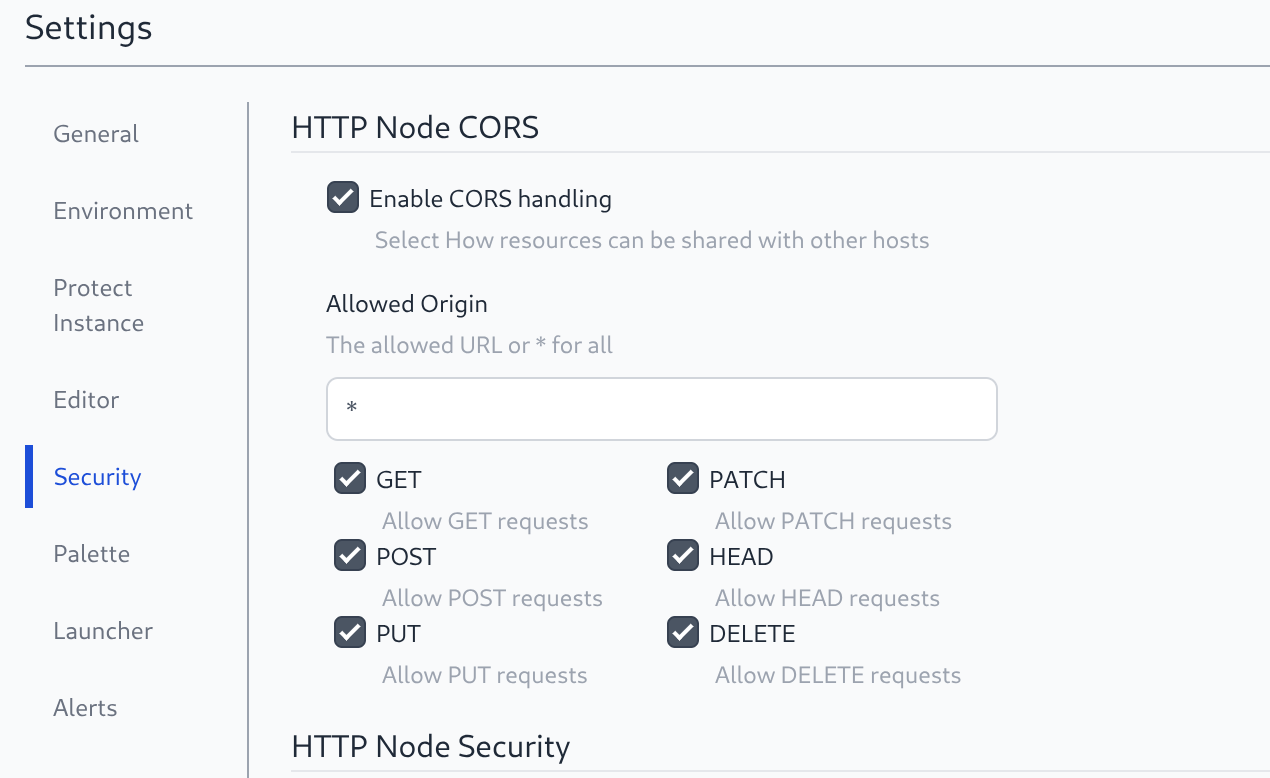 Settings
General
Environment
Protect
Instance
Editor
Security
Palette
Launcher
Alerts
HTTP Node CORS
Enable CORS handling
Select How resources can be shared with other hosts
Allowed Origin
The allowed URL or * for all
*
GET
Allow GET requests
PATCH
Allow PATCH requests
POST
Allow POST requests
HEAD
Allow HEAD requests
PUT
Allow PUT requests
DELETE
Allow DELETE requests
HTTP Node Security